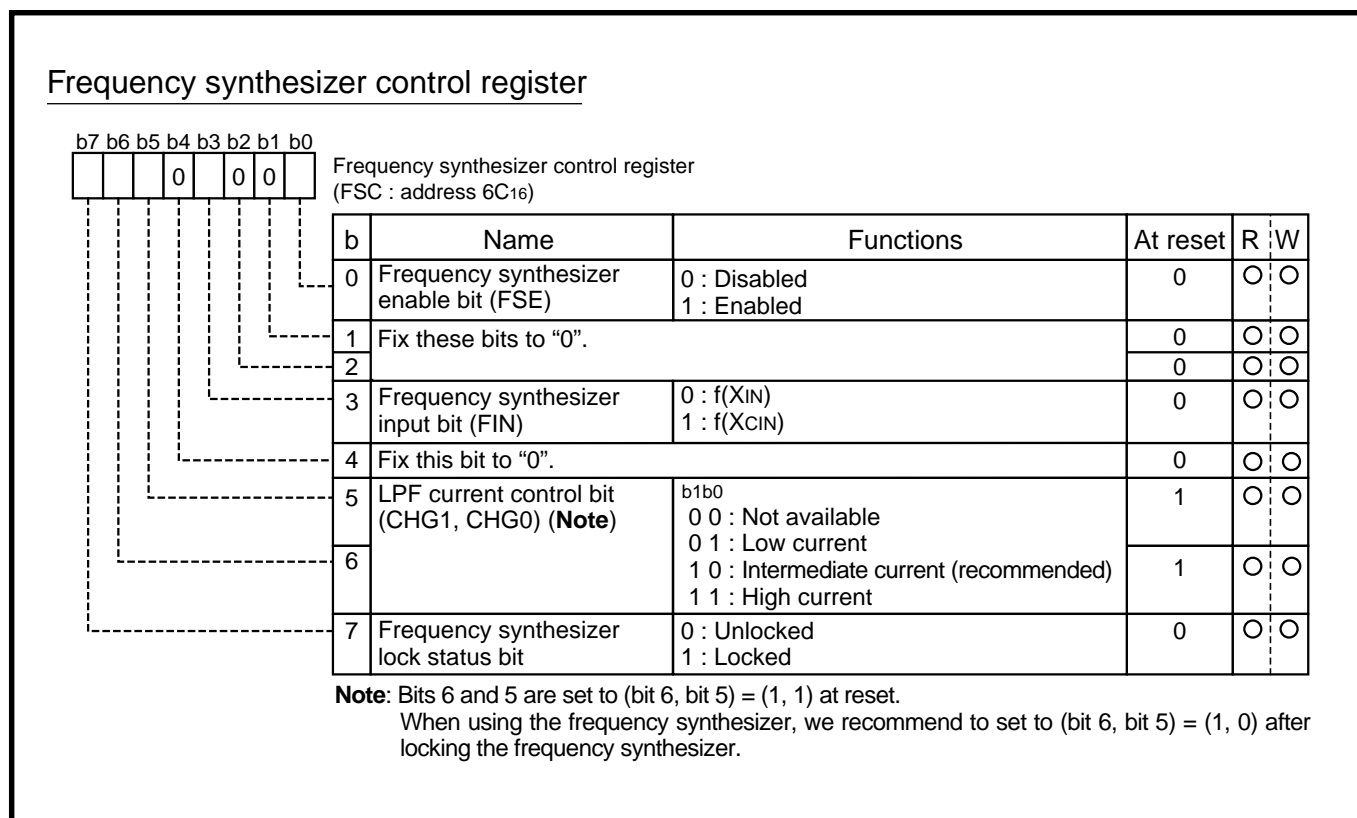 Frequency synthesizer control register
b7 b6 b5 b4 b3 b2 b1 b0
0 0 0
Frequency synthesizer control register
(FSC : address 6C16)
b Name Functions At reset R W
0 Frequency synthesizer enable bit (FSE) 0 : Disabled 0 O O
1 : Enabled
1 Fix these bits to “0”. 0 O O
2 0 O O
3 Frequency synthesizer input bit (FIN) 0 : f(XIN) 0 O O
1 : f(XCIN)
4 Fix this bit to “0”. 0 O O
5 LPF current control bit (CHG1, CHG0) (Note) b1b0 1 O O
0 0 : Not available
0 1 : Low current
6 1 0 : Intermediate current (recommended) 1 O O
1 1 : High current
7 Frequency synthesizer lock status bit 0 : Unlocked 0 O O
1 : Locked
Note: Bits 6 and 5 are set to (bit 6, bit 5) = (1, 1) at reset.
When using the frequency synthesizer, we recommend to set to (bit 6, bit 5) = (1, 0) after
locking the frequency synthesizer.